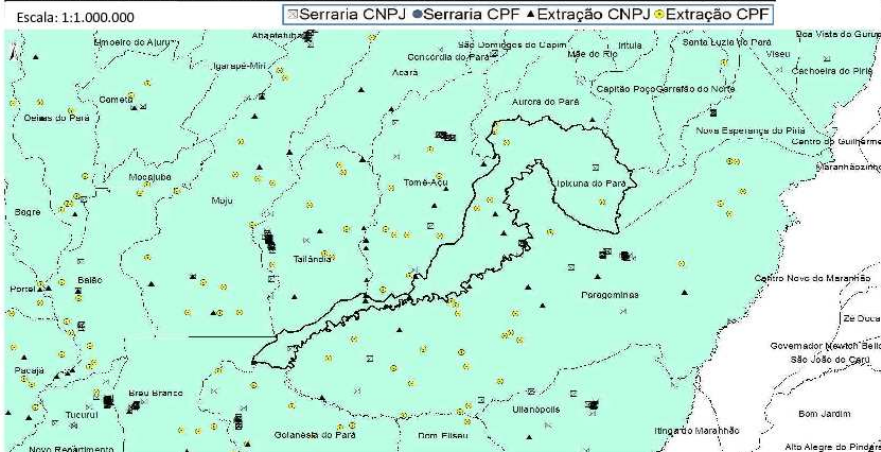 Escala: 1:1.000.000
Serraria CNPJ Serraria CPF Extração CNPJ Extração CPF
Limoeiro do Ajuru
Abaetetuba
São Domingos do Capim
Irituia
Santa Luzia do Pará
Boa Vista do Gurupi
Concórdia do Pará
Mãe do Rio
Viseu
Igarapé-Miri
Acará
Cachoeira do Piriá
Capitão Poço
Garrafão do Norte
Cametá
Aurora do Pará
Oeiras do Pará
Nova Esperança do Piriá
Centro do Guilherme
Maranhãozinho
Mocajuba
Tomé-Açu
Ipixuna do Pará
Moju
Bagre
Tailândia
Portel
Baião
Paragominas
Centro Novo do Maranhão
Zé Doca
Governador Newton Bello
São João do Carú
Pacajá
Breu Branco
Tucuruí
Ulianópolis
Bom Jardim
Goianésia do Pará
Dom Eliseu
Itinga do Maranhão
Novo Repartimento
Alto Alegre do Pindaré